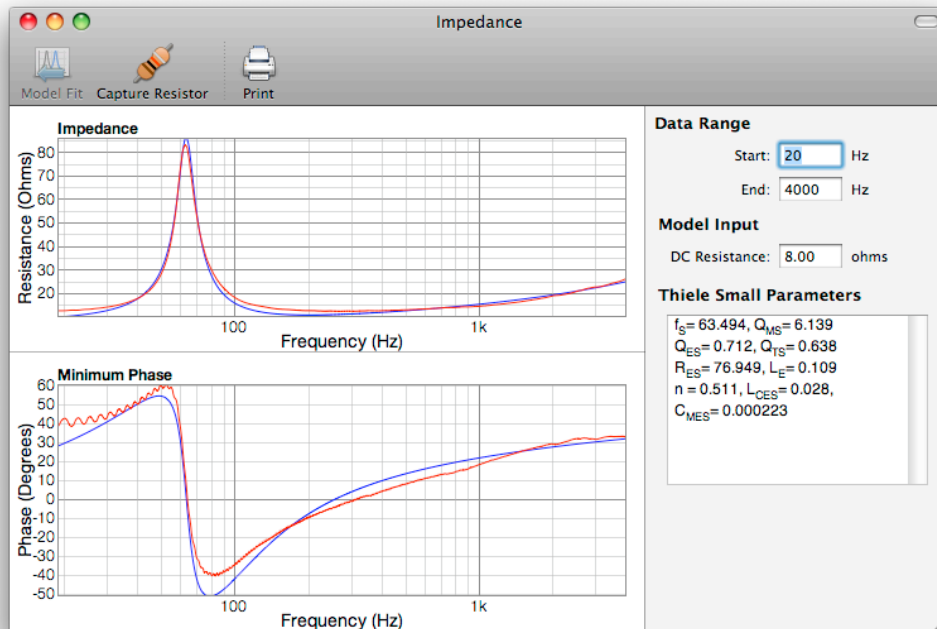 Impedance
Model Fit Capture Resistor Print
Impedance
Resistance (Ohms)
80
70
60
50
40
30
20
100 1k
Frequency (Hz)
Minimum Phase
Phase (Degrees)
60
50
40
30
20
10
0
-10
-20
-30
-40
-50
100 1k
Frequency (Hz)
Data Range
Start: 20 Hz
End: 4000 Hz
Model Input
DC Resistance: 8.00 ohms
Thiele Small Parameters
fS= 63.494, QMS= 6.139
QES= 0.712, QTS= 0.638
RES= 76.949, LE= 0.109
n = 0.511, LCES= 0.028,
CMES= 0.000223